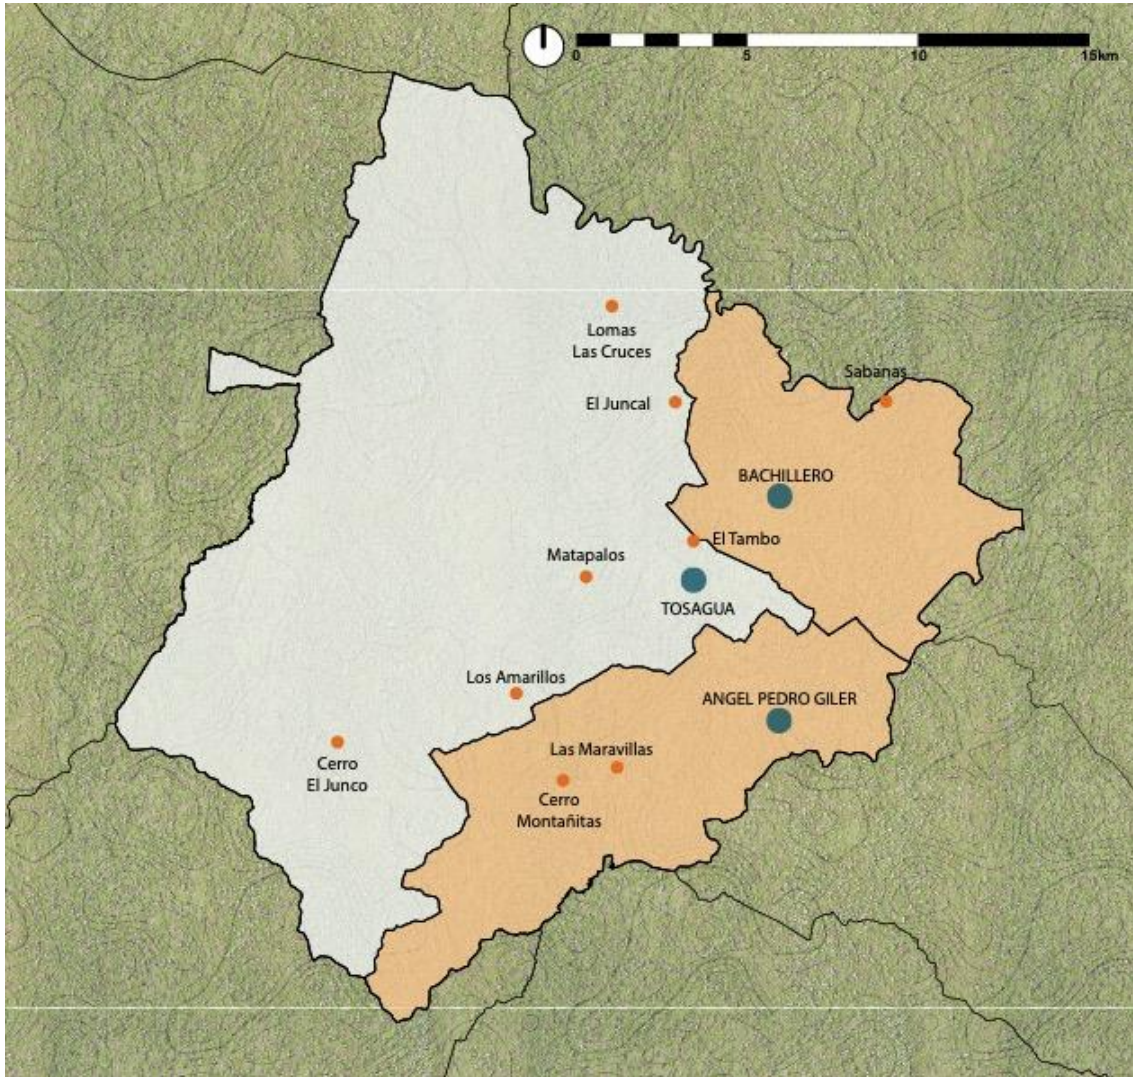 0 5 10 15km
Lomas
Las Cruces
Sabanas
El Juncal
BACHILLERO
El Tambo
Matapalos
TOSAGUA
Los Amarillos
ANGEL PEDRO GILER
Las Maravillas
Cerro
El Junco
Cerro
Montañitas